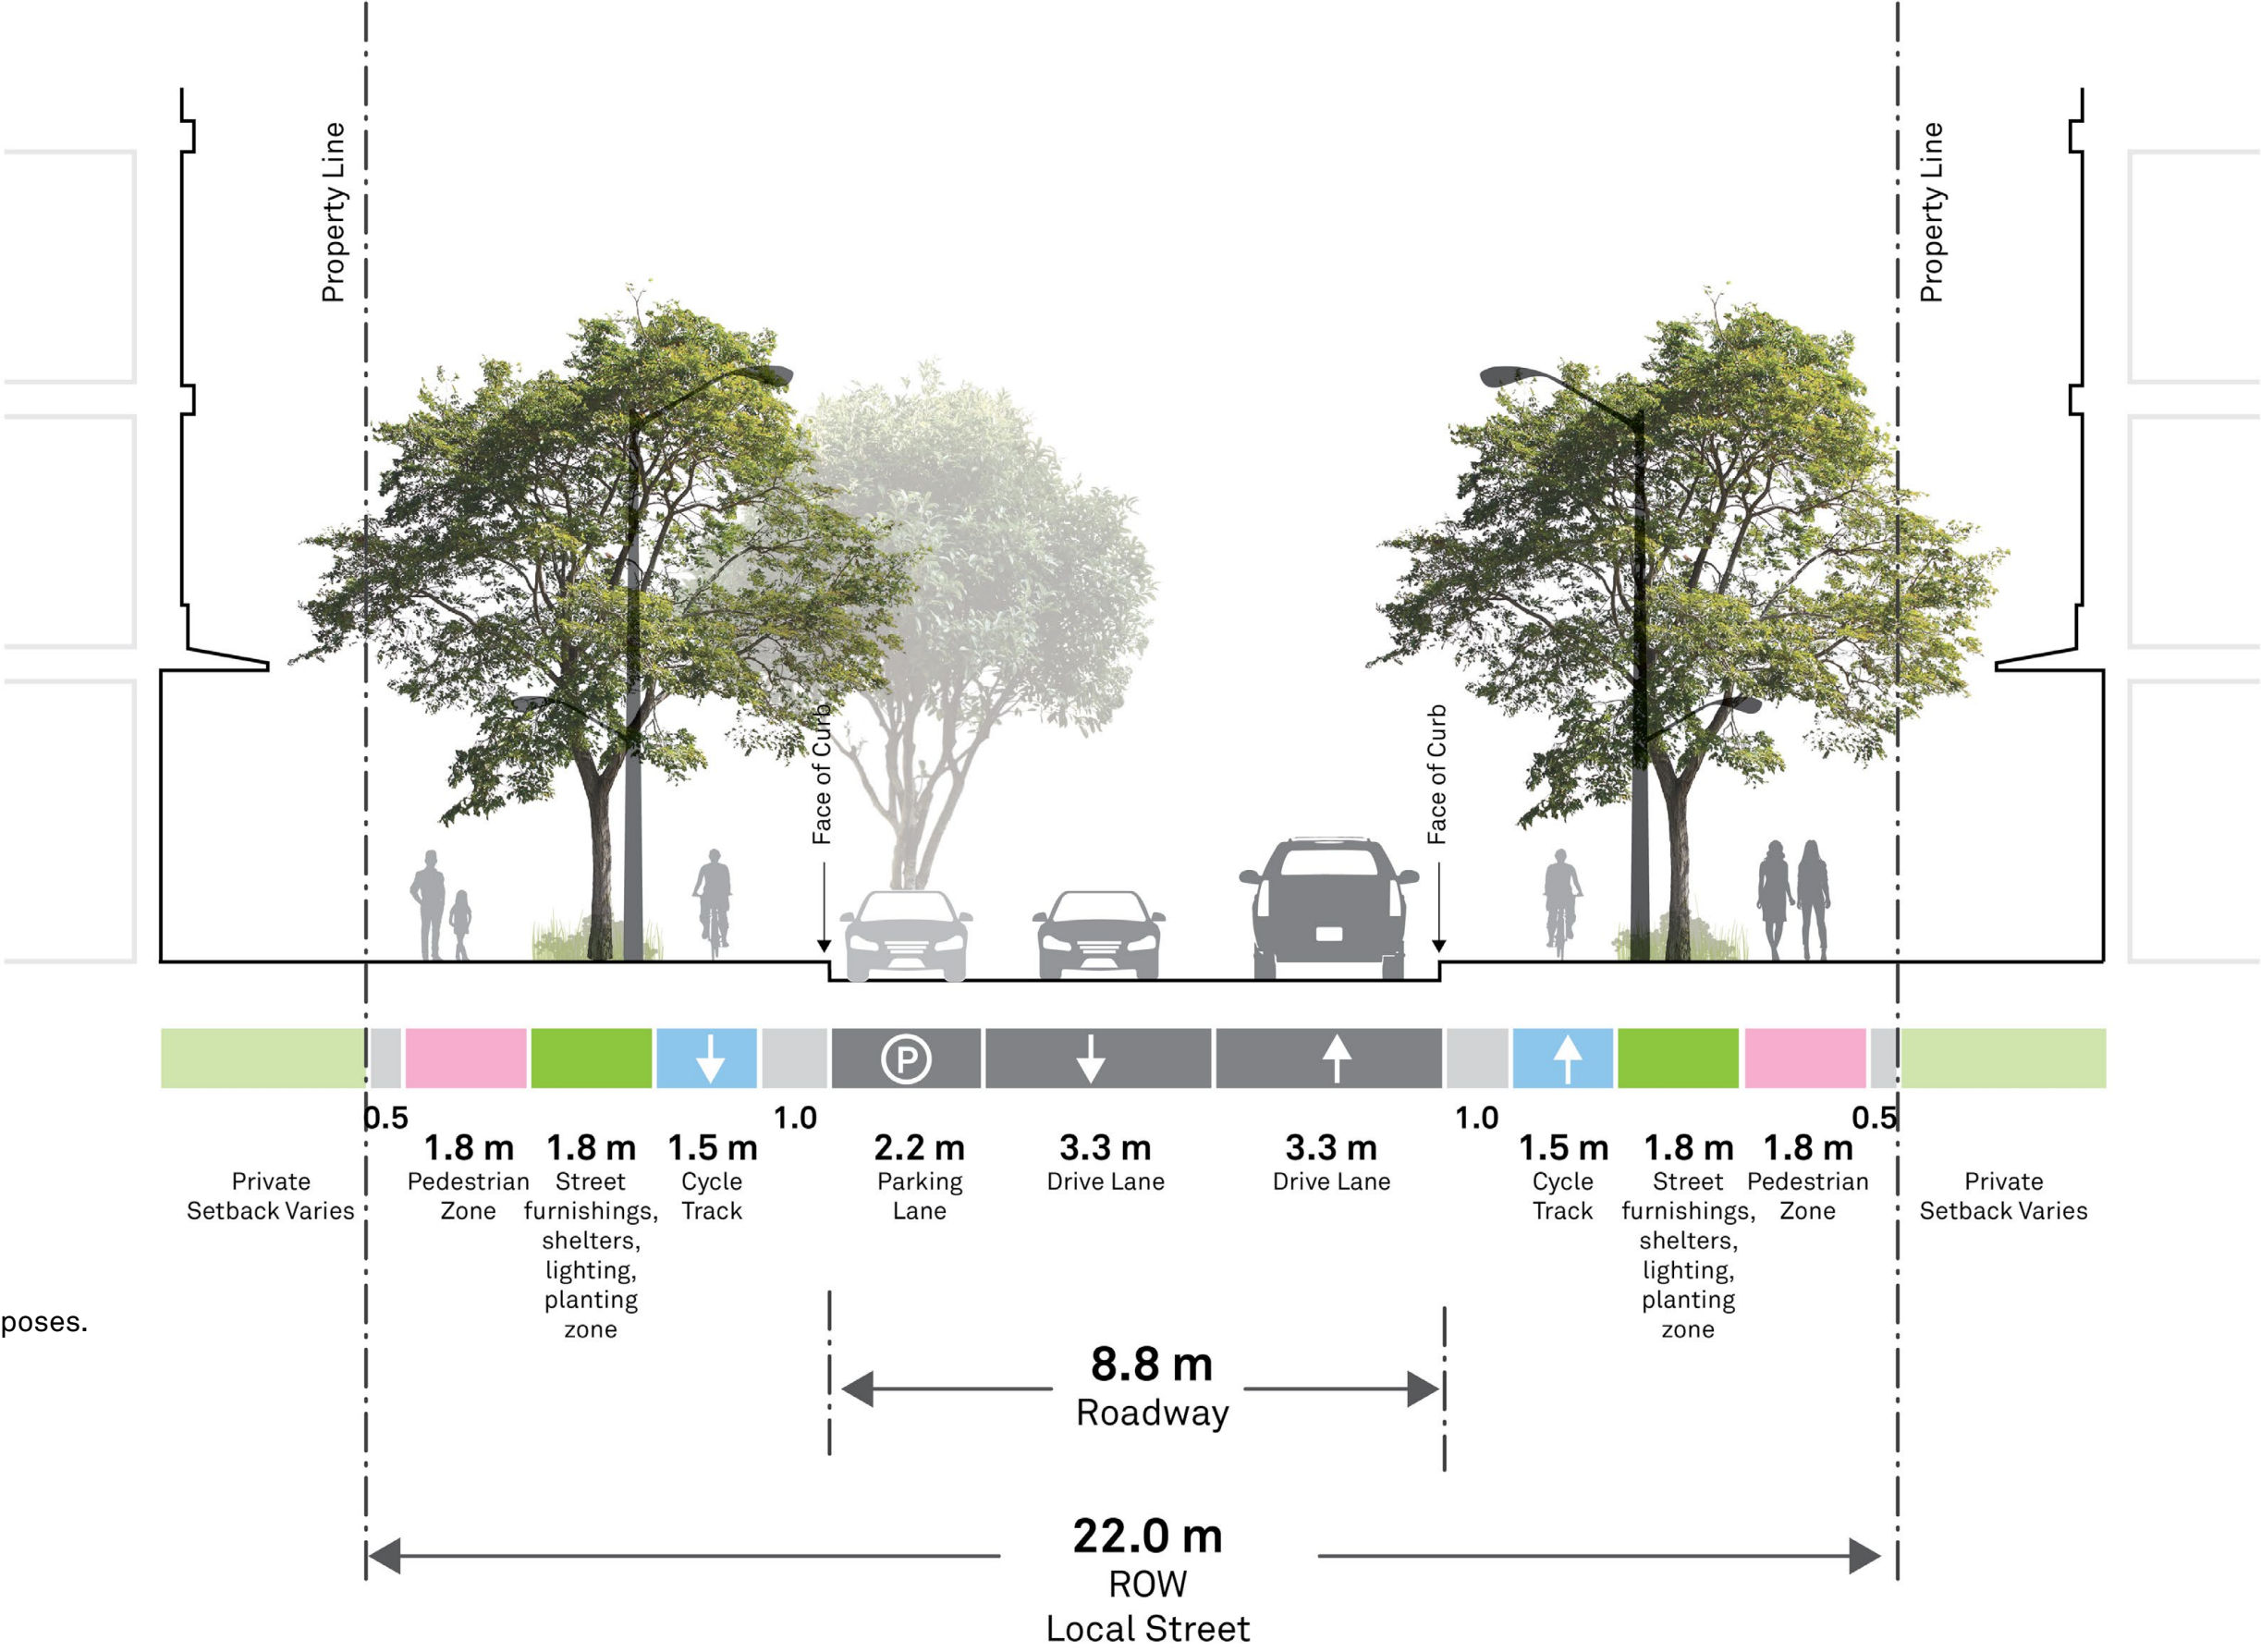 Property Line
Property Line
Face of Curb
Face of Curb
P
0.5
1.0
1.0
0.5
1.8 m
1.8 m
1.5 m
2.2 m
3.3 m
3.3 m
1.5 m
1.8 m
1.8 m
Private
Setback Varies
Pedestrian
Zone
Street
furnishings,
shelters,
lighting,
planting
zone
Cycle
Track
Parking
Lane
Drive Lane
Drive Lane
Cycle
Track
Street
furnishings,
shelters,
lighting,
planting
zone
Pedestrian
Zone
Private
Setback Varies
poses.
8.8 m
Roadway
22.0 m
ROW
Local Street